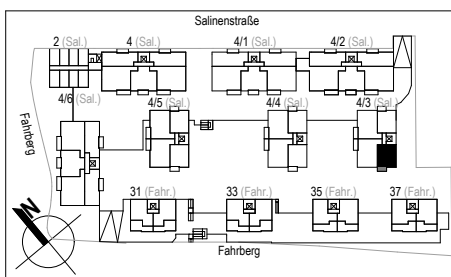 Salinenstraße
2 (Sal.) 4 (Sal.) 4/1 (Sal.) 4/2 (Sal.)
4/6 (Sal.) 4/5 (Sal.) 4/4 (Sal.) 4/3 (Sal.)
Fahrberg
31 (Fahr.) 33 (Fahr.) 35 (Fahr.) 37 (Fahr.)
N
Fahrberg